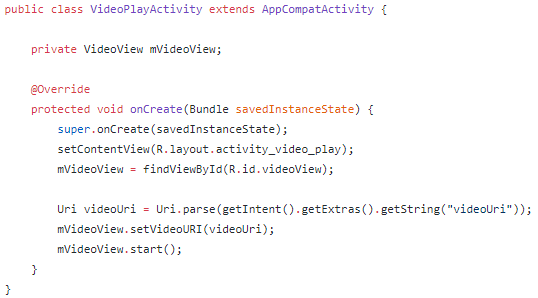 public class VideoPlayActivity extends AppCompatActivity {

    private VideoView mVideoView;

    @Override
    protected void onCreate(Bundle savedInstanceState) {
        super.onCreate(savedInstanceState);
        setContentView(R.layout.activity_video_play);
        mVideoView = findViewById(R.id.videoView);

        Uri videoUri = Uri.parse(getIntent().getExtras().getString("videoUri"));
        mVideoView.setVideoURI(videoUri);
        mVideoView.start();
    }
}